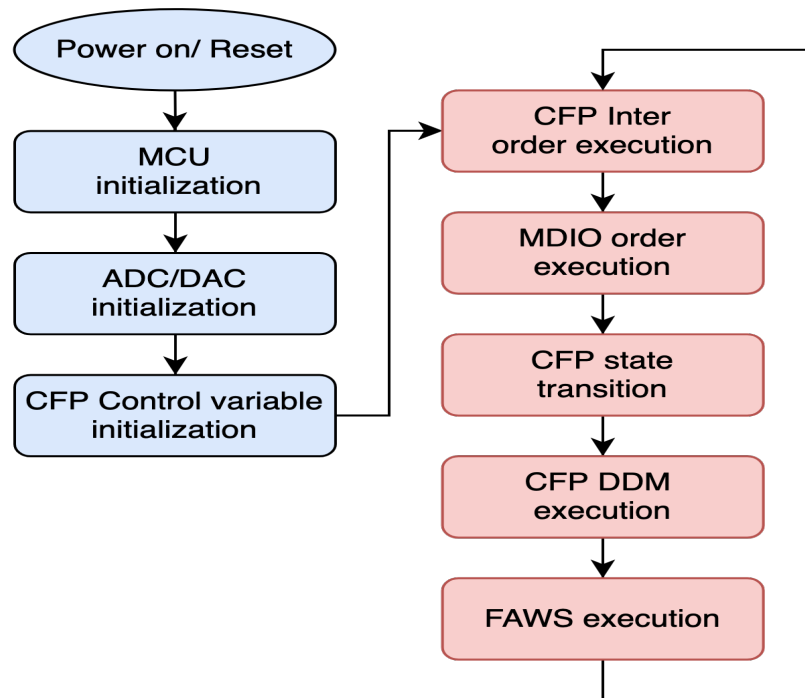 Power on/ Reset
MCU
initialization
ADC/DAC
initialization
CFP Control variable
initialization
CFP Inter
order execution
MDIO order
execution
CFP state
transition
CFP DDM
execution
FAWS execution